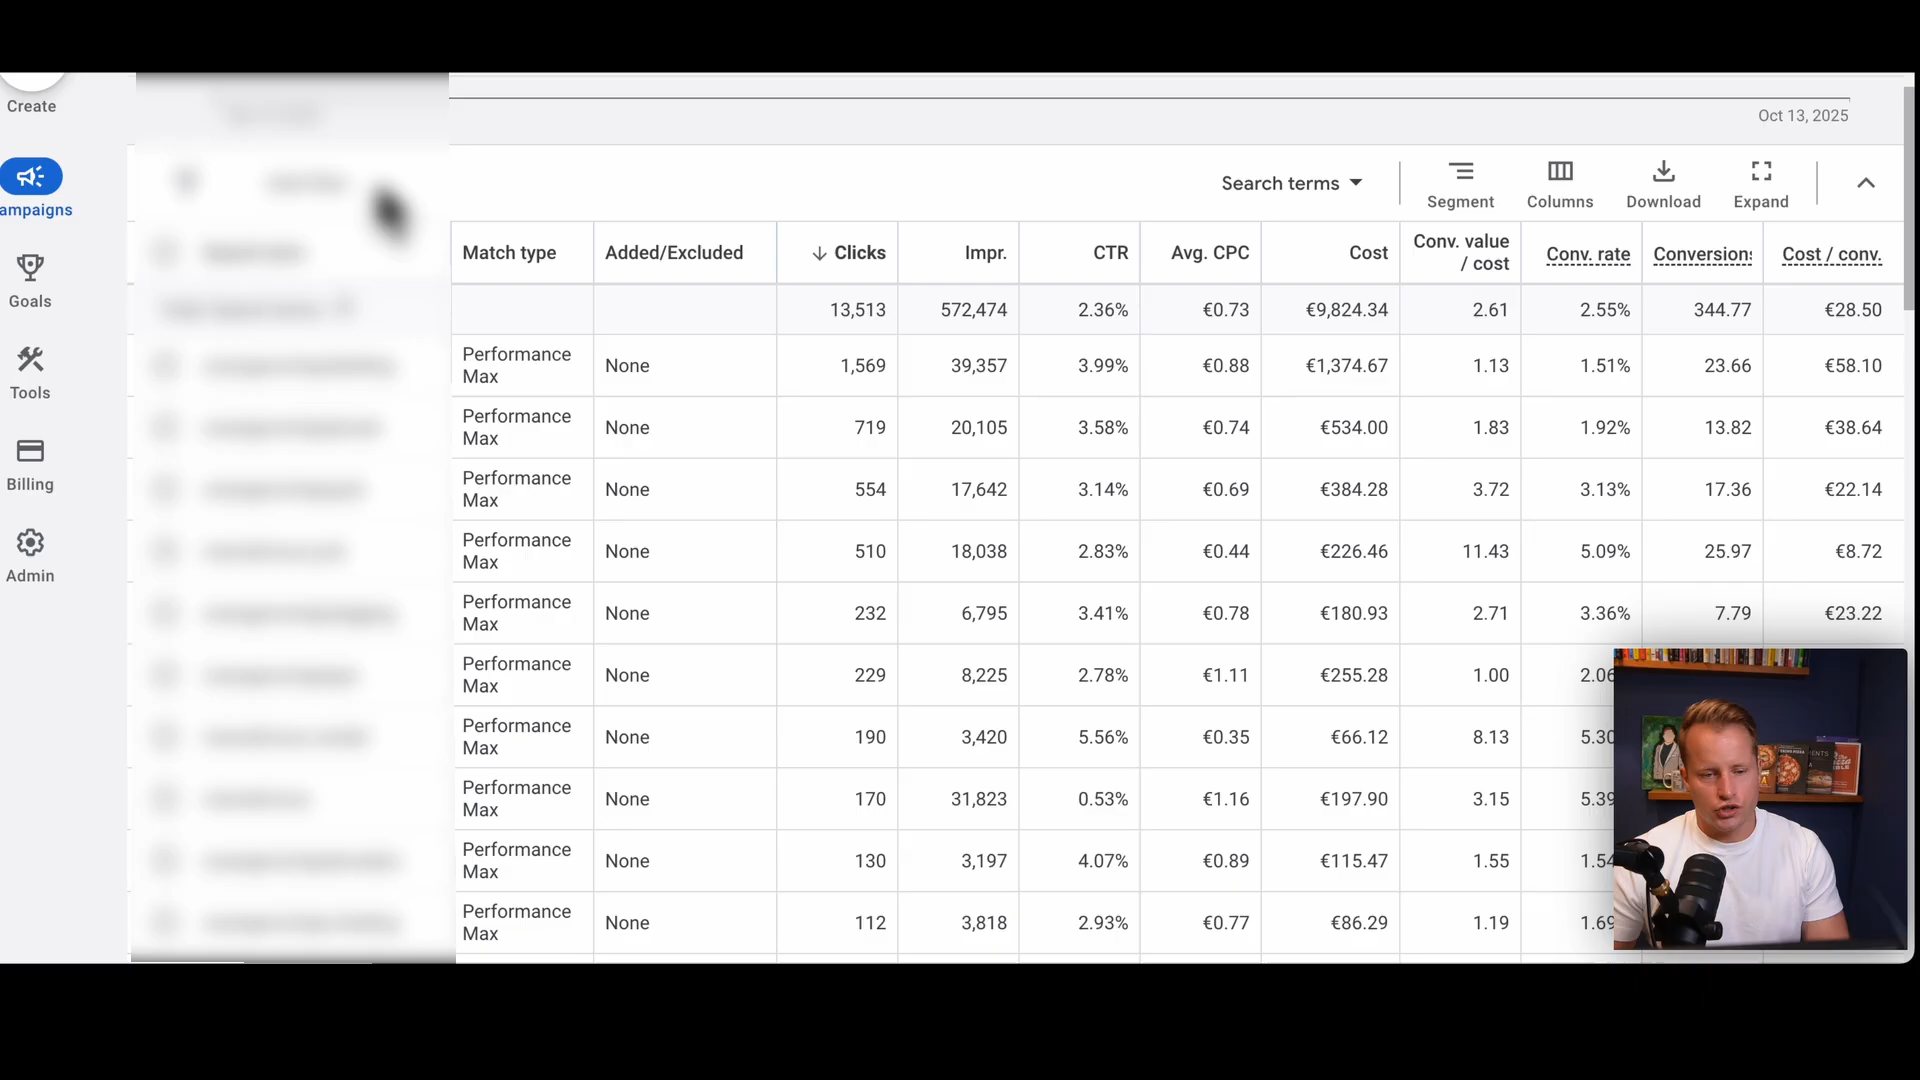 Create
Oct 13, 2025
ampaigns
Goals
Tools
Billing
Admin
Search terms
Segment
Columns
Download
Expand
Match type Added/Excluded Clicks Impr. CTR Avg. CPC Cost Conv. value / cost Conv. rate Conversions Cost / conv.
13,513 572,474 2.36% €0.73 €9,824.34 2.61 2.55% 344.77 €28.50
Performance Max None 1,569 39,357 3.99% €0.88 €1,374.67 1.13 1.51% 23.66 €58.10
Performance Max None 719 20,105 3.58% €0.74 €534.00 1.83 1.92% 13.82 €38.64
Performance Max None 554 17,642 3.14% €0.69 €384.28 3.72 3.13% 17.36 €22.14
Performance Max None 510 18,038 2.83% €0.44 €226.46 11.43 5.09% 25.97 €8.72
Performance Max None 232 6,795 3.41% €0.78 €180.93 2.71 3.36% 7.79 €23.22
Performance Max None 229 8,225 2.78% €1.11 €255.28 1.00 2.06
Performance Max None 190 3,420 5.56% €0.35 €66.12 8.13 5.30
Performance Max None 170 31,823 0.53% €1.16 €197.90 3.15 5.39
Performance Max None 130 3,197 4.07% €0.89 €115.47 1.55 1.54
Performance Max None 112 3,818 2.93% €0.77 €86.29 1.19 1.69